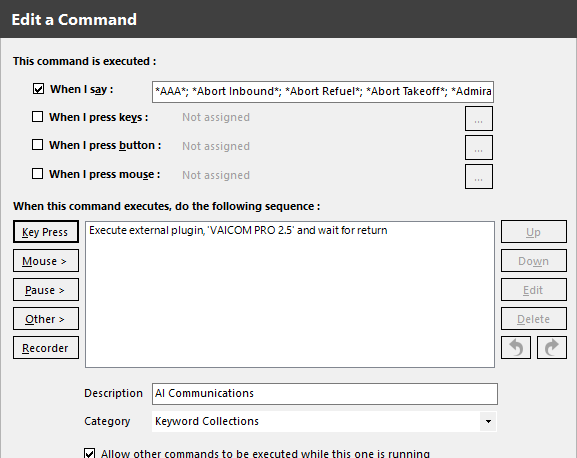 Edit a Command
This command is executed :
When I say : *AAA*; *Abort Inbound*; *Abort Refuel*; *Abort Takeoff*; *Admira
When I press keys : Not assigned ...
When I press button : Not assigned ...
When I press mouse : Not assigned ...
When this command executes, do the following sequence :
Key Press Execute external plugin, 'VAICOM PRO 2.5' and wait for return Up
Mouse > Down
Pause > Edit
Other > Delete
Recorder
Description AI Communications
Category Keyword Collections
Allow other commands to be executed while this one is running